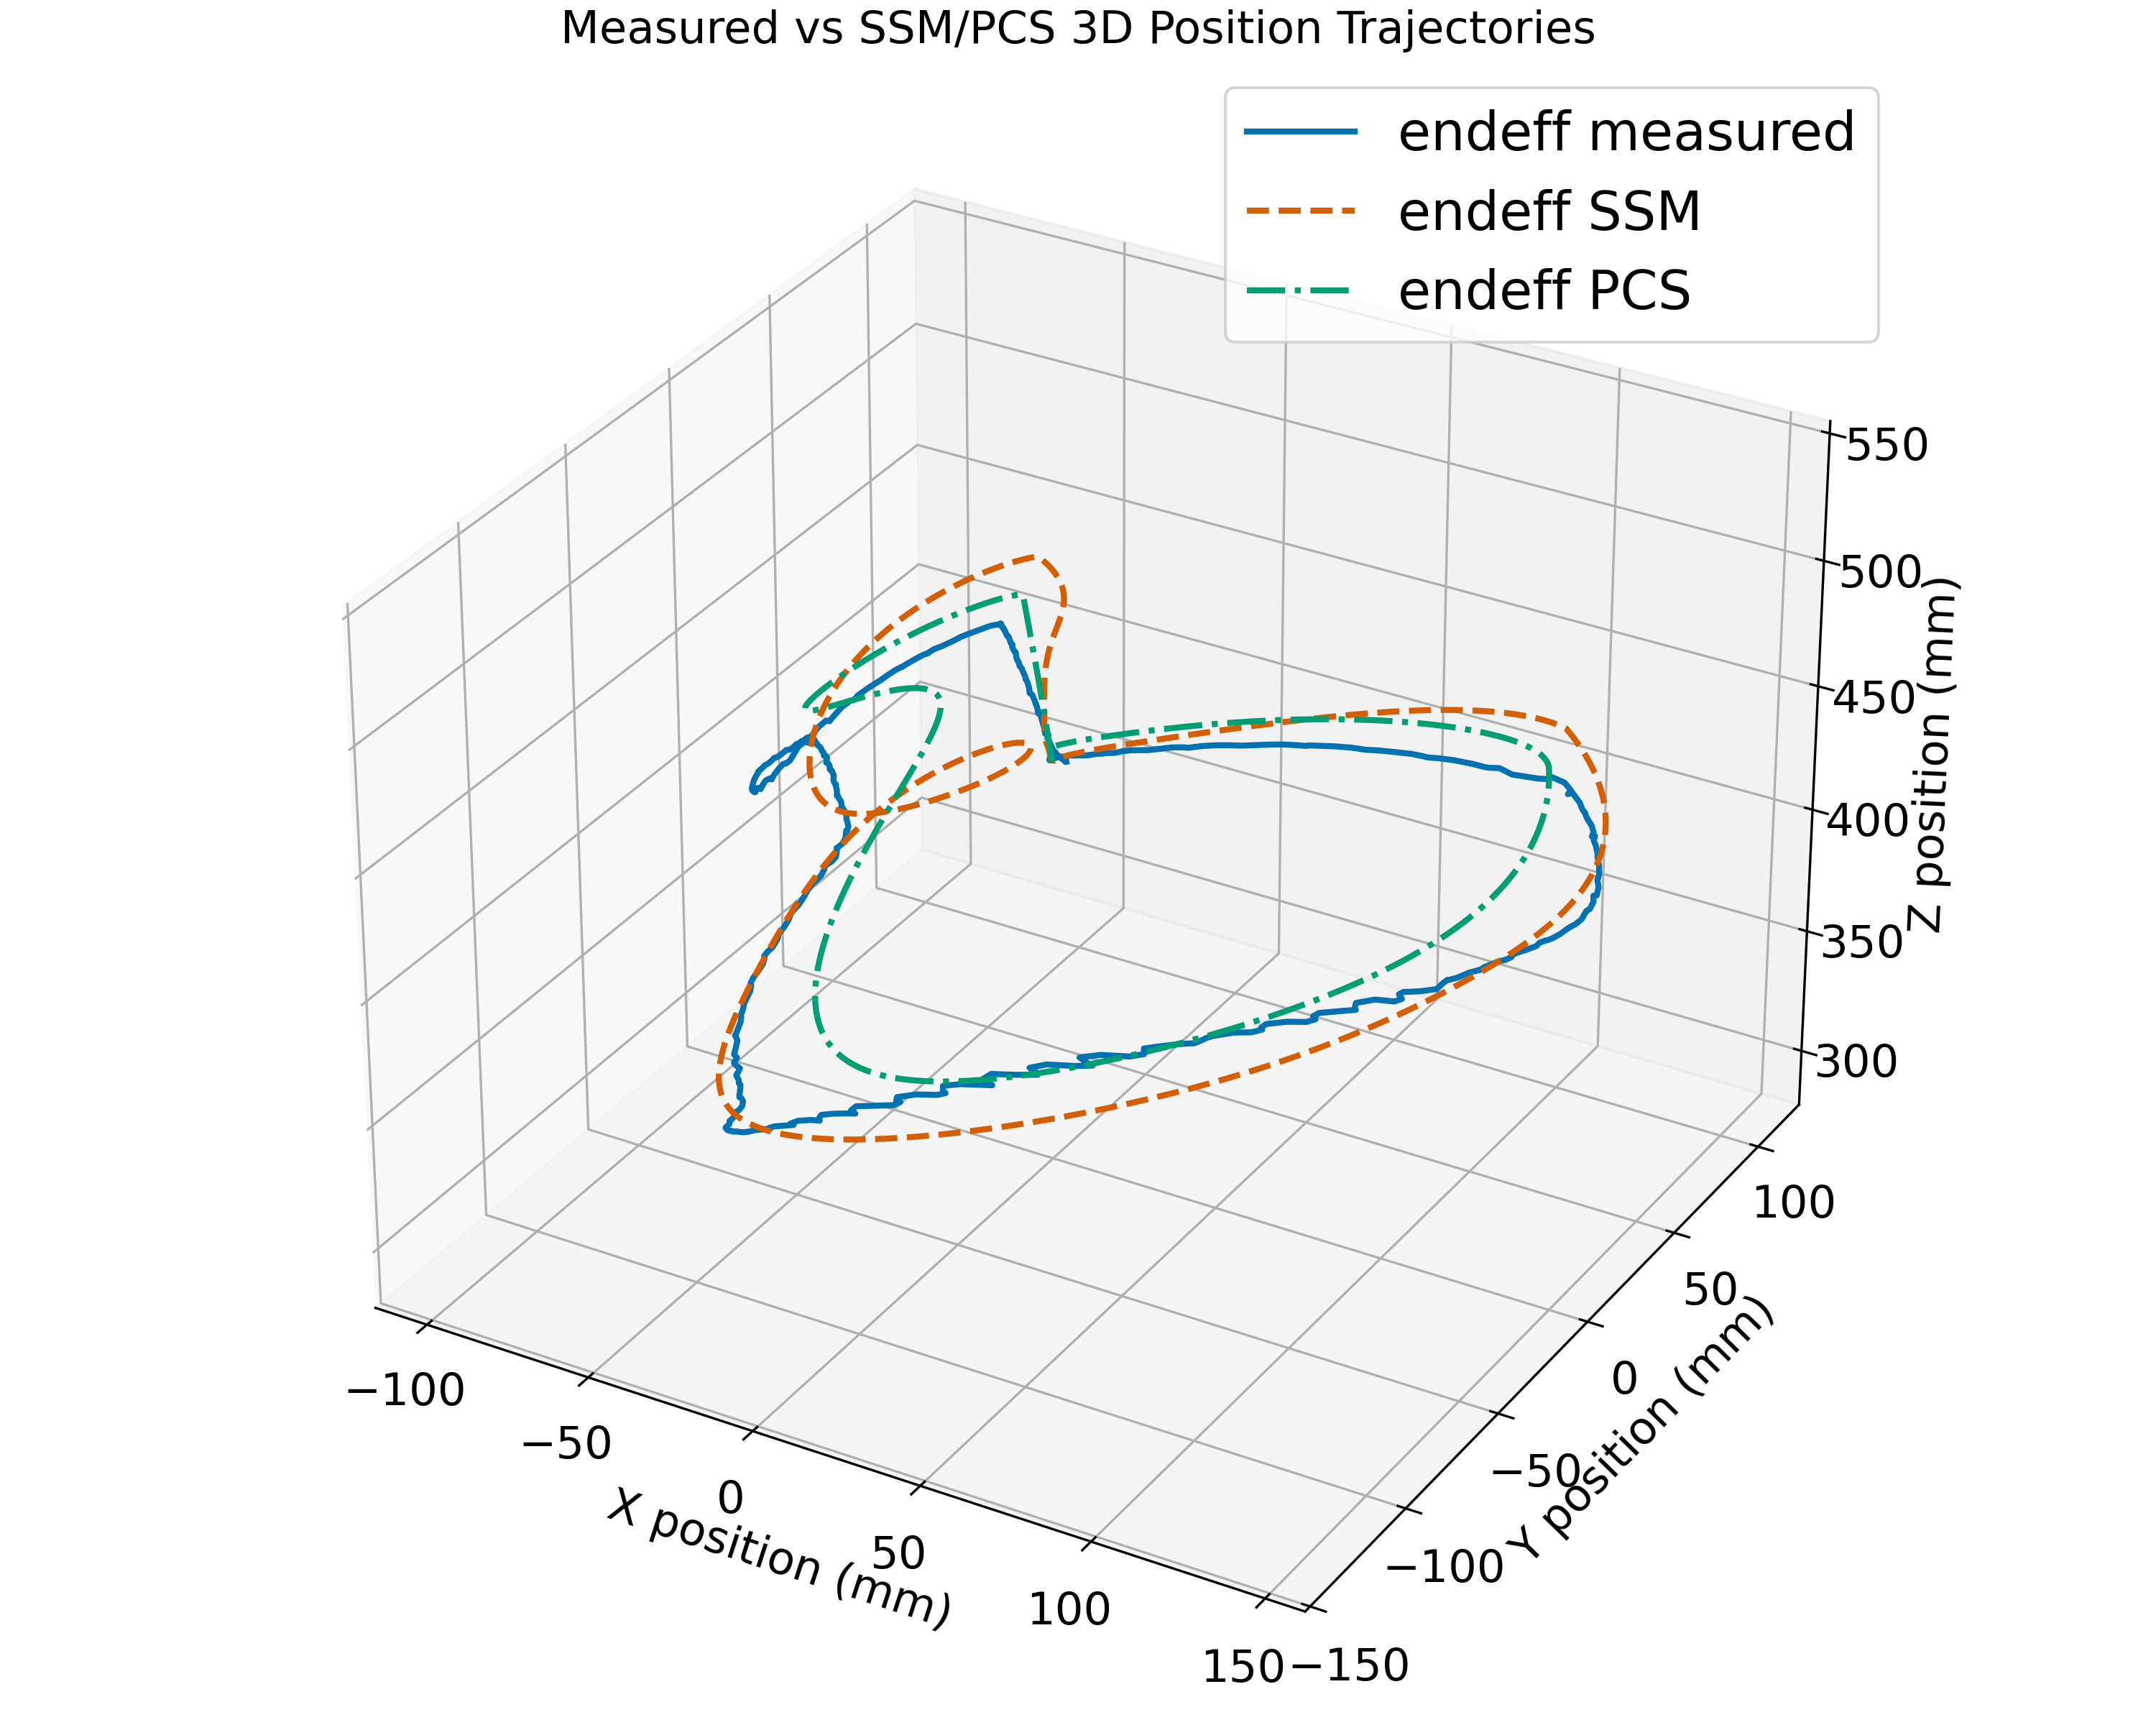 Measured vs SSM/PCS 3D Position Trajectories
endeff measured
endeff SSM
endeff PCS
550
500
450
400
350
300
Z position (mm)
100
50
0
−50
−100
−150
Y position (mm)
−100
−50
0
50
100
150
X position (mm)